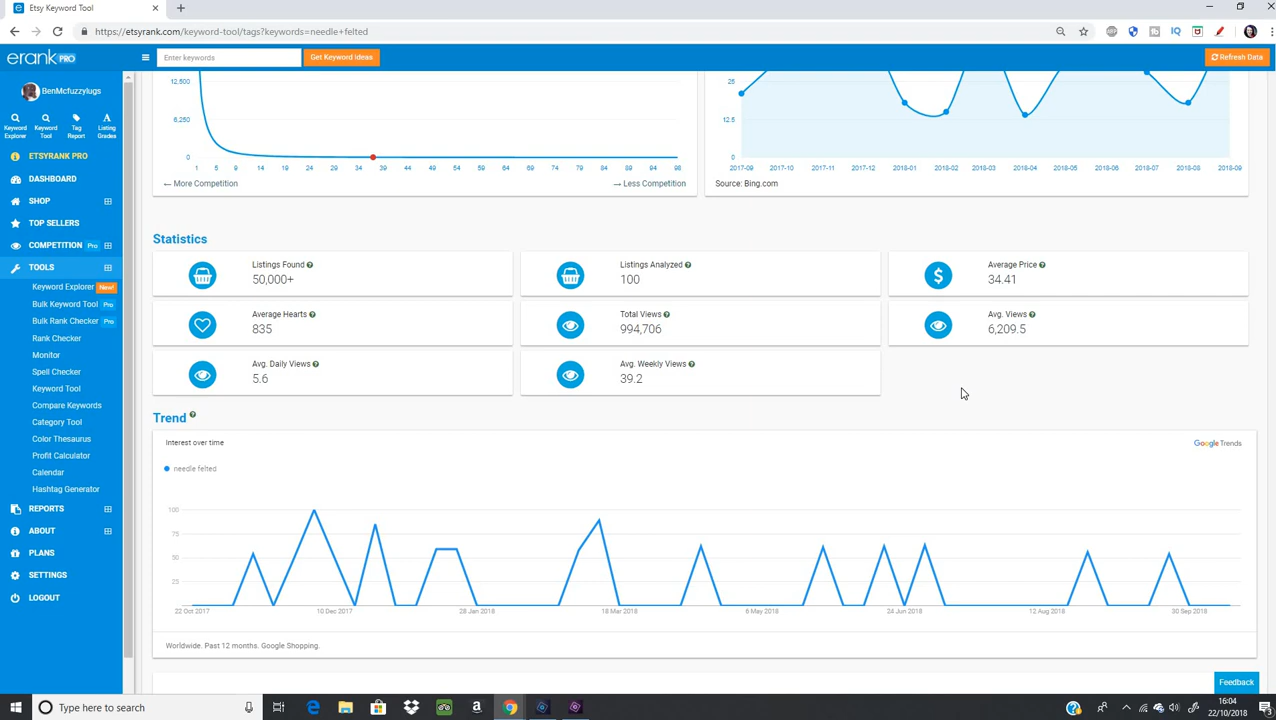 Etsy Keyword Tool
https://etsyrank.com/keyword-tool/tags?keywords=needle+felted
erank PRO
Enter keywords
Get Keyword Ideas
Refresh Data
BenMcfuzzylugs
Keyword Explorer
Keyword Tool
Tag Report
Listing Grades
ETSYRANK PRO
DASHBOARD
SHOP
TOP SELLERS
COMPETITION Pro
TOOLS
Keyword Explorer New!
Bulk Keyword Tool Pro
Bulk Rank Checker Pro
Rank Checker
Monitor
Spell Checker
Keyword Tool
Compare Keywords
Category Tool
Color Thesaurus
Profit Calculator
Calendar
Hashtag Generator
REPORTS
ABOUT
PLANS
SETTINGS
LOGOUT
12,500
6,250
0
1 5 9 14 19 24 29 34 39 44 49 54 59 64 69 74 79 84 89 94 98
← More Competition
→ Less Competition
25
12.5
0
2017-09 2017-10 2017-11 2017-12 2018-01 2018-02 2018-03 2018-04 2018-05 2018-06 2018-07 2018-08 2018-09
Source: Bing.com
Statistics
Listings Found
50,000+
Listings Analyzed
100
Average Price
34.41
Average Hearts
835
Total Views
994,706
Avg. Views
6,209.5
Avg. Daily Views
5.6
Avg. Weekly Views
39.2
Trend
Interest over time
Google Trends
needle felted
100
75
50
25
22 Oct 2017 10 Dec 2017 28 Jan 2018 18 Mar 2018 6 May 2018 24 Jun 2018 12 Aug 2018 30 Sep 2018
Worldwide. Past 12 months. Google Shopping.
Feedback
Type here to search
16:04
22/10/2018